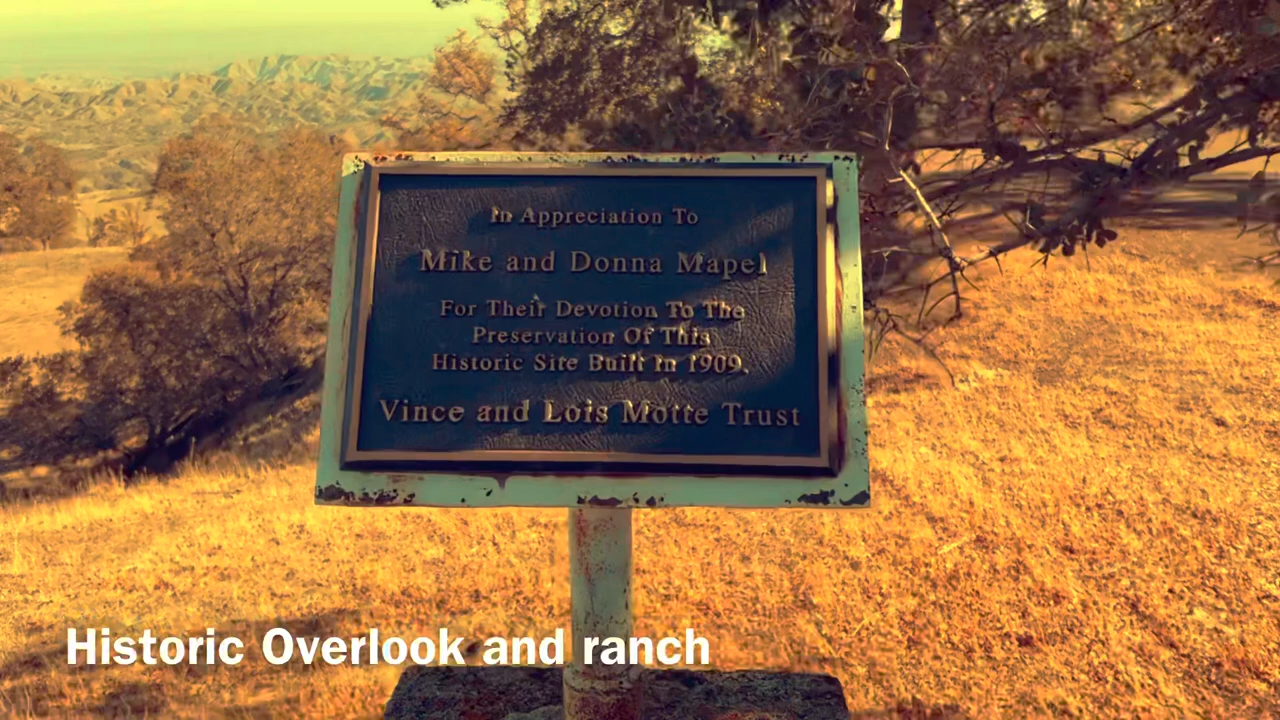 In Appreciation To
Mike and Donna Mapel
For Their Devotion To The
Preservation Of This
Historic Site Built In 1909.
Vince and Lois Motte Trust
Historic Overlook and ranch